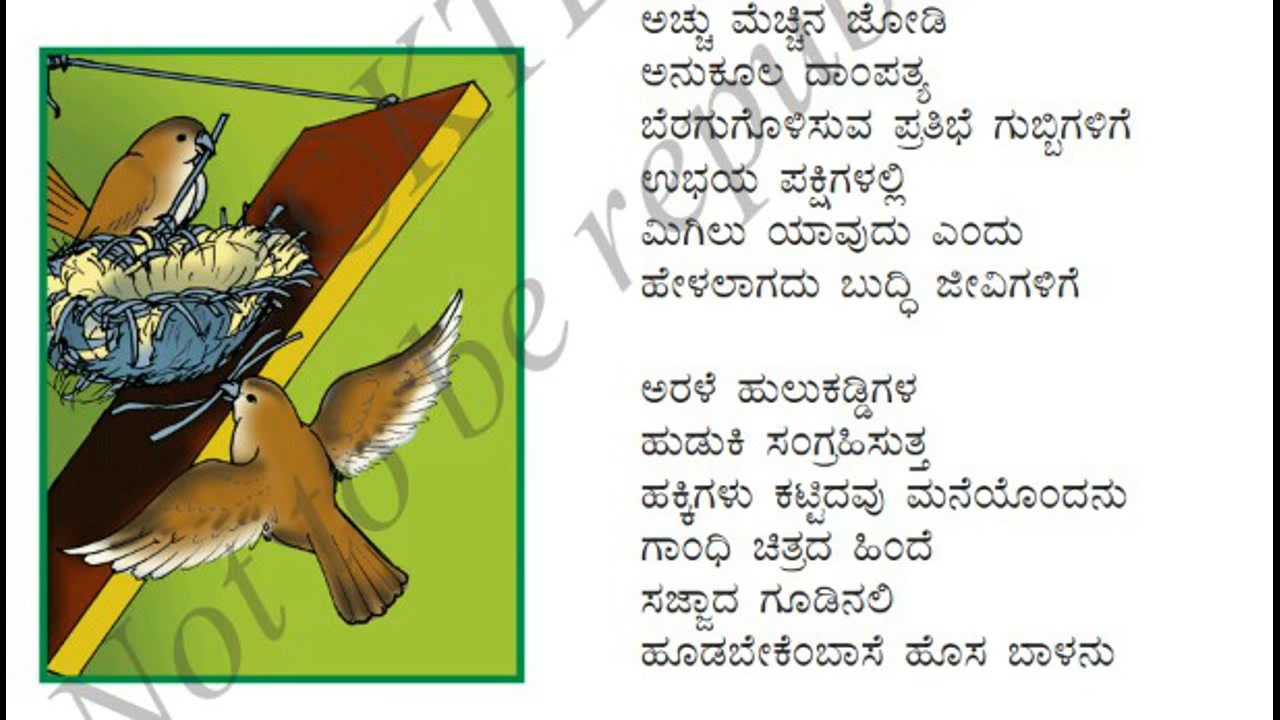 ಅಚ್ಚು ಮೆಚ್ಚಿನ ಜೋಡಿ
ಅನುಕೂಲ ದಾಂಪತ್ಯ
ಬೆರಗುಗೊಳಿಸುವ ಪ್ರತಿಭೆ ಗುಬ್ಬಿಗಳಿಗೆ
ಉಭಯ ಪಕ್ಷಿಗಳಲ್ಲಿ
ಮಿಗಿಲು ಯಾವುದು ಎಂದು
ಹೇಳಲಾಗದು ಬುದ್ಧಿ ಜೀವಿಗಳಿಗೆ
ಅರಳೆ ಹುಲುಕಡ್ಡಿಗಳ
ಹುಡುಕಿ ಸಂಗ್ರಹಿಸುತ್ತ
ಹಕ್ಕಿಗಳು ಕಟ್ಟಿದವು ಮನೆಯೊಂದನು
ಗಾಂಧಿ ಚಿತ್ರದ ಹಿಂದೆ
ಸಜ್ಜಾದ ಗೂಡಿನಲಿ
ಹೂಡಬೇಕೆಂಬಾಸೆ ಹೊಸ ಬಾಳನು
Not to be